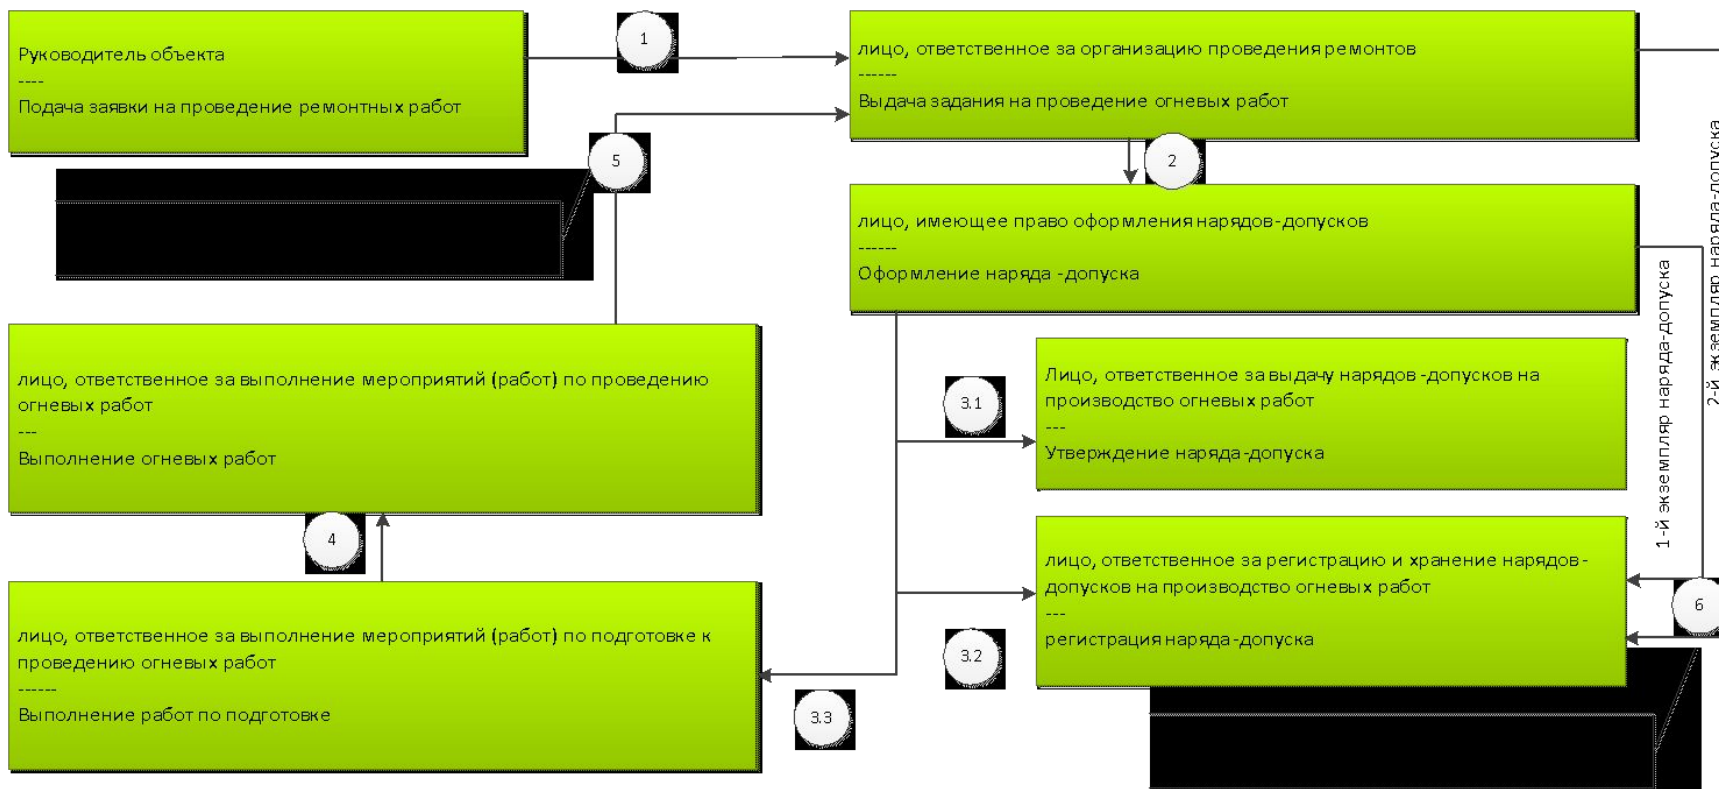 Руководитель объекта
----
Подача заявки на проведение ремонтных работ
1
лицо, ответственное за организацию проведения ремонтов
------
Выдача задания на проведение огневых работ
5
2
лицо, имеющее право оформления нарядов-допусков
------
Оформление наряда -допуска
лицо, ответственное за выполнение мероприятий (работ) по проведению
огневых работ
---
Выполнение огневых работ
3.1
Лицо, ответственное за выдачу нарядов -допусков на
производство огневых работ
---
Утверждение наряда-допуска
1-й экземпляр наряда-допуска
2-й экземпляр наряда-допуска
4
лицо, ответственное за регистрацию и хранение нарядов-
допусков на производство огневых работ
---
регистрация наряда-допуска
6
лицо, ответственное за выполнение мероприятий (работ) по подготовке к
проведению огневых работ
------
Выполнение работ по подготовке
3.2
3.3